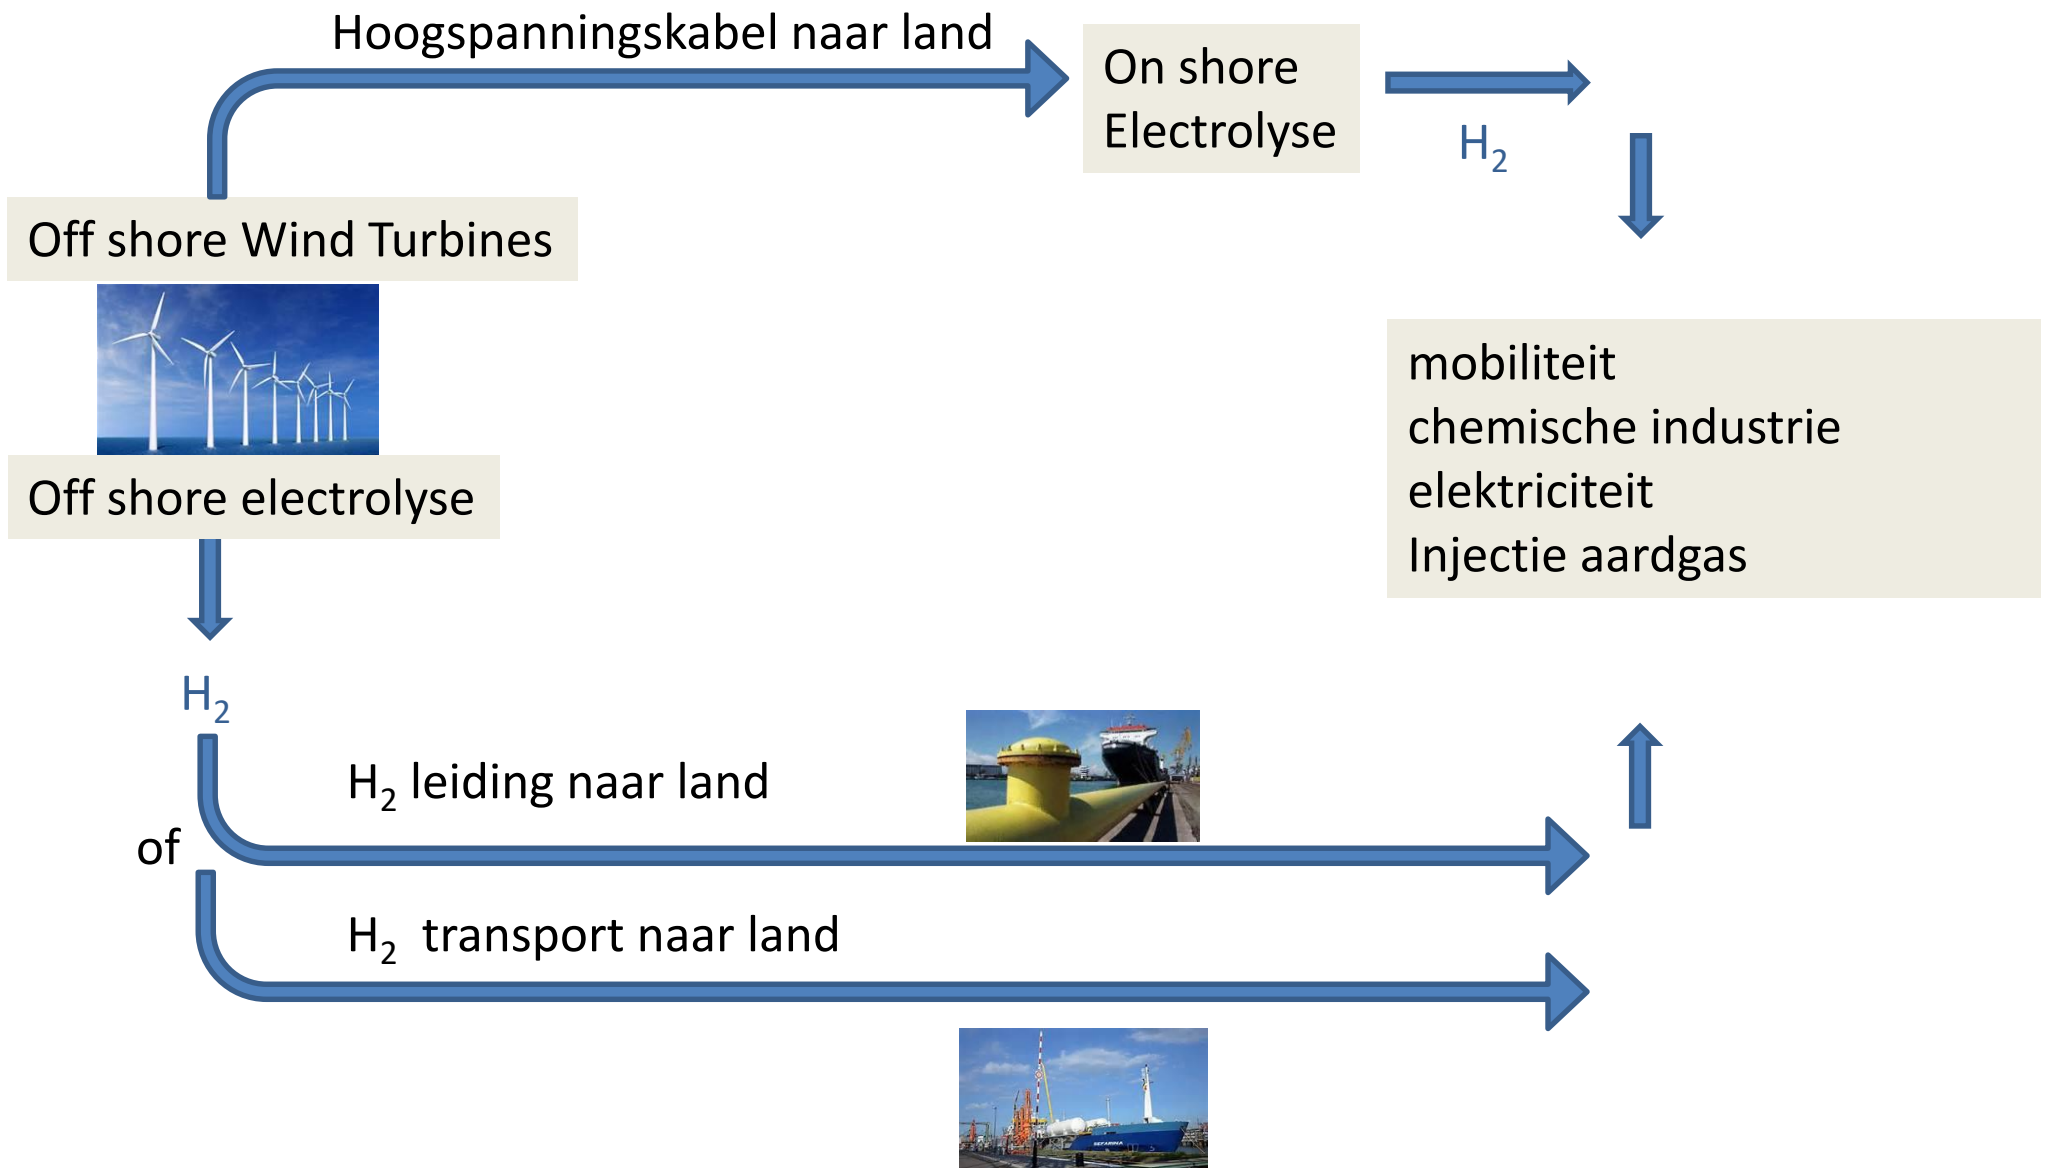 Hoogspanningskabel naar land
On shore
Electrolyse
H₂
Off shore Wind Turbines
mobiliteit
chemische industrie
elektriciteit
Injectie aardgas
Off shore electrolyse
H₂
H₂ leiding naar land
of
H₂ transport naar land
SEFARINA